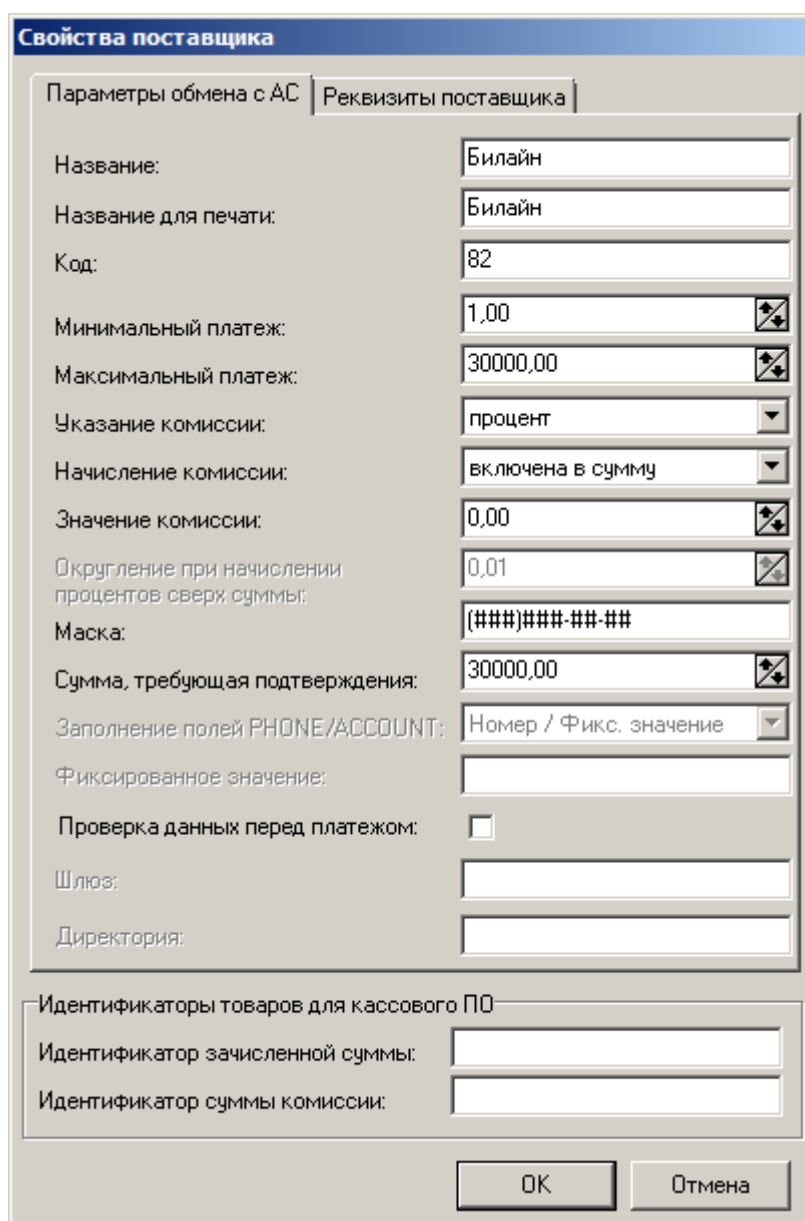 Свойства поставщика
Параметры обмена с АС Реквизиты поставщика
Название: Билайн
Название для печати: Билайн
Код: 82
Минимальный платеж: 1,00
Максимальный платеж: 30000,00
Указание комиссии: процент
Начисление комиссии: включена в сумму
Значение комиссии: 0,00
Округление при начислении 0,01
процентов сверх суммы:
Маска: (###)###-##-##
Сумма, требующая подтверждения: 30000,00
Заполнение полей PHONE/ACCOUNT: Номер / Фикс. значение
Фиксированное значение:
Проверка данных перед платежом:
Шлюз:
Директория:
Идентификаторы товаров для кассового ПО
Идентификатор зачисленной суммы:
Идентификатор суммы комиссии:
OK Отмена